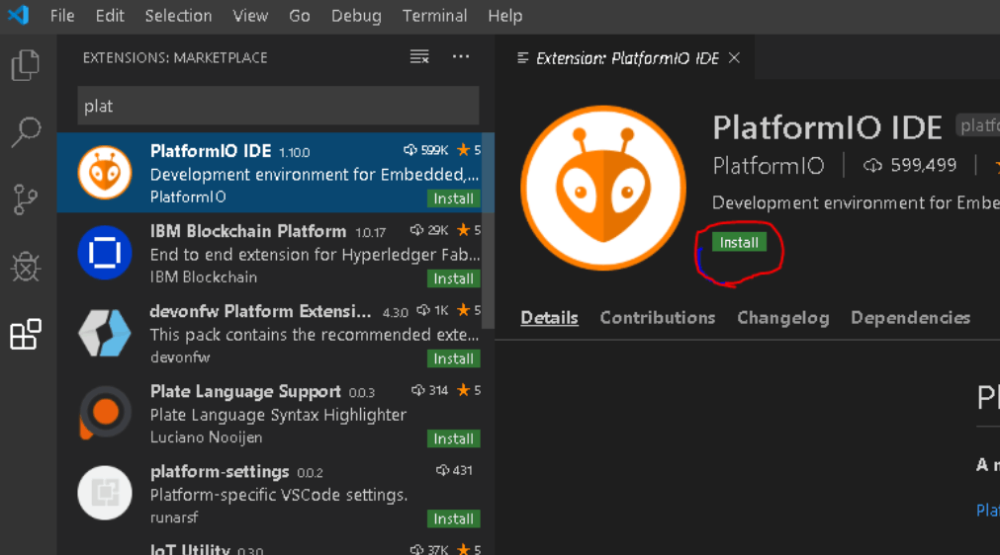 File Edit Selection View Go Debug Terminal Help
EXTENSIONS: MARKETPLACE
plat
PlatformIO IDE 1.10.0 599K 5
Development environment for Embedded,...
PlatformIO Install
IBM Blockchain Platform 1.0.17 29K 5
End to end extension for Hyperledger Fab...
IBM Blockchain Install
devonfw Platform Extensi... 4.3.0 1K 5
This pack contains the recommended exte...
devonfw Install
Plate Language Support 0.0.3 314 5
Plate Language Syntax Highlighter
Luciano Nooijen Install
platform-settings 0.0.2 431
Platform-specific VSCode settings.
runarsf Install
IoT Utility 0.3.0 37K 5
Extension: PlatformIO IDE
PlatformIO IDE platfo
PlatformIO 599,499
Development environment for Embe
Install
Details Contributions Changelog Dependencies
Pl
A
Plat